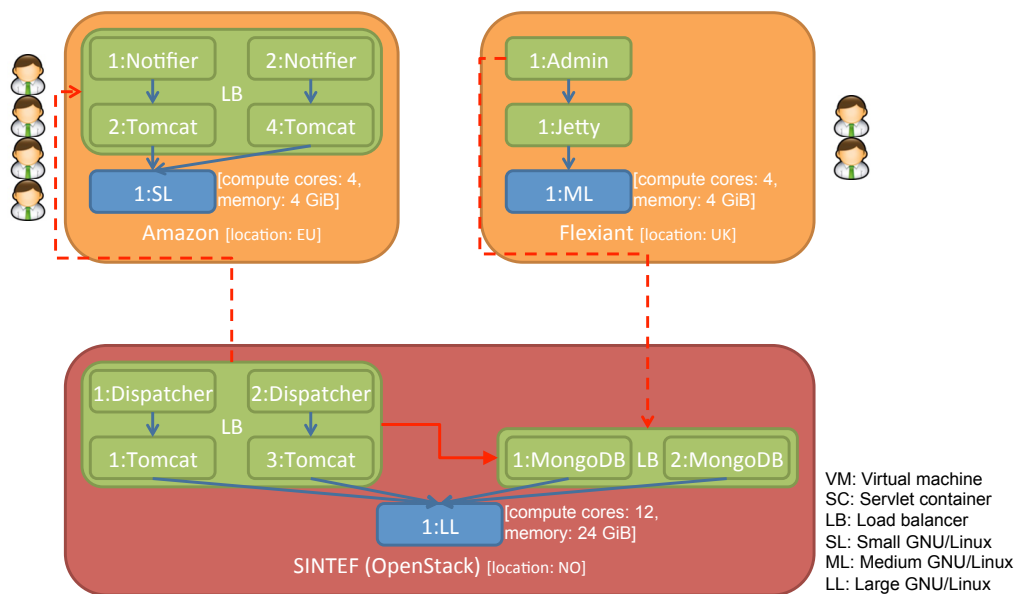 1:Notifier
2:Notifier
LB
2:Tomcat
4:Tomcat
1:SL
[compute cores: 4,
memory: 4 GiB]
Amazon [location: EU]
1:Admin
1:Jetty
1:ML
[compute cores: 4,
memory: 4 GiB]
Flexiant [location: UK]
1:Dispatcher
2:Dispatcher
LB
1:Tomcat
3:Tomcat
1:MongoDB
LB
2:MongoDB
1:LL
[compute cores: 12,
memory: 24 GiB]
SINTEF (OpenStack) [location: NO]
VM: Virtual machine
SC: Servlet container
LB: Load balancer
SL: Small GNU/Linux
ML: Medium GNU/Linux
LL: Large GNU/Linux